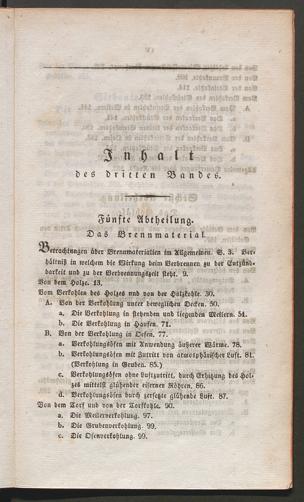 Inhalt
des dritten Bandes.
Fünfte Abtheilung.
Das Brennmaterial.
Betrachtungen über Brennmaterialien im Allgemeinen. S. 3. Ver-
hältniß in welchem die Wirkung beim Verbrennen zu der Entzünd-
barkeit und zu der Verbrennungszeit steht. 9.
Von dem Holze. 13.
Vom Verkohlen des Holzes und von der Holzkohle. 30.
A. Von der Verkohlung unter beweglichen Decken. 50.
a. Die Verkohlung in stehenden und liegenden Meilern. 51.
b. Die Verkohlung in Haufen. 71.
B. Von der Verkohlung in Oefen. 77.
a. Verkohlungsöfen mit Anwendung äußerer Wärme. 78.
b. Verkohlungsöfen mit Zutritt von atmosphärischer Luft. 81.
(Verkohlung in Gruben. 85.)
c. Verkohlungsöfen ohne Luftzutritt, durch Erhitzung des Hol-
zes mittelst glühender eiserner Röhren. 86.
d. Verkohlungsöfen durch zersetzte glühende Luft. 87.
Von dem Torf und von der Torfkohle. 90.
a. Die Meilerverkohlung. 97.
b. Die Grubenverkohlung. 99.
c. Die Ofenverkohlung. 99.